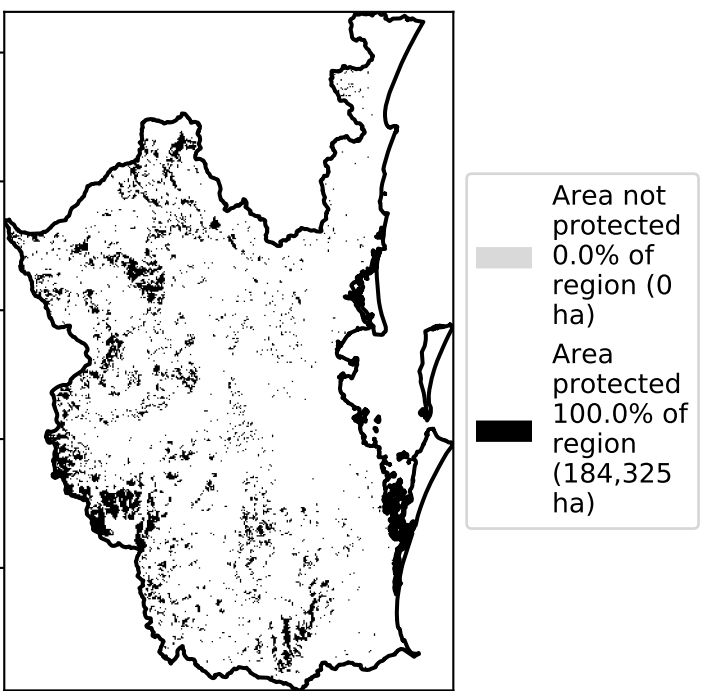 Area not
protected
0.0% of
region (0
ha)
Area
protected
100.0% of
region
(184,325
ha)